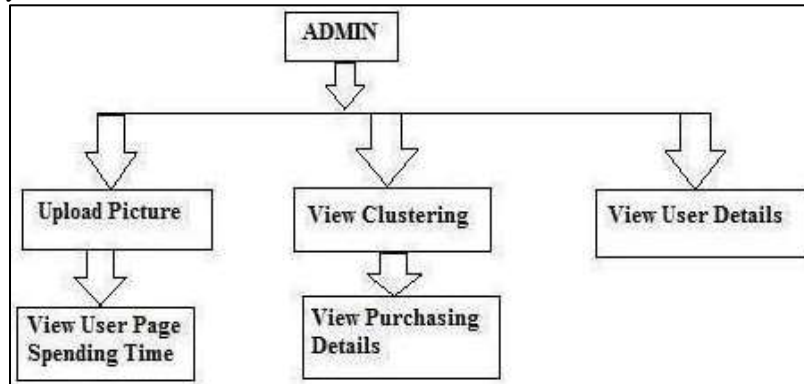 ADMIN
Upload Picture
View Clustering
View User Details
View User Page
Spending Time
View Purchasing
Details